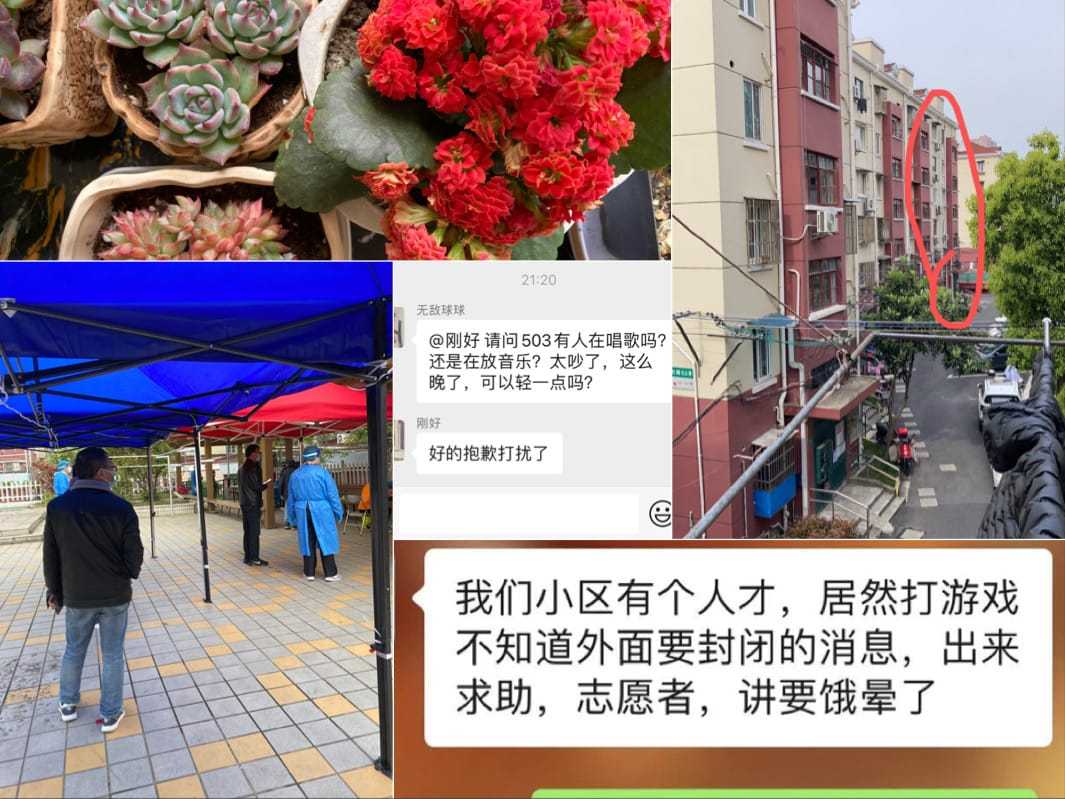 21:20
无敌球球
@刚好 请问503有人在唱歌吗?
还是在放音乐？太吵了，这么
晚了，可以轻一点吗?
刚好
好的抱歉打扰了
我们小区有个人才，居然打游戏
不知道外面要封闭的消息，出来
求助，志愿者，讲要饿晕了